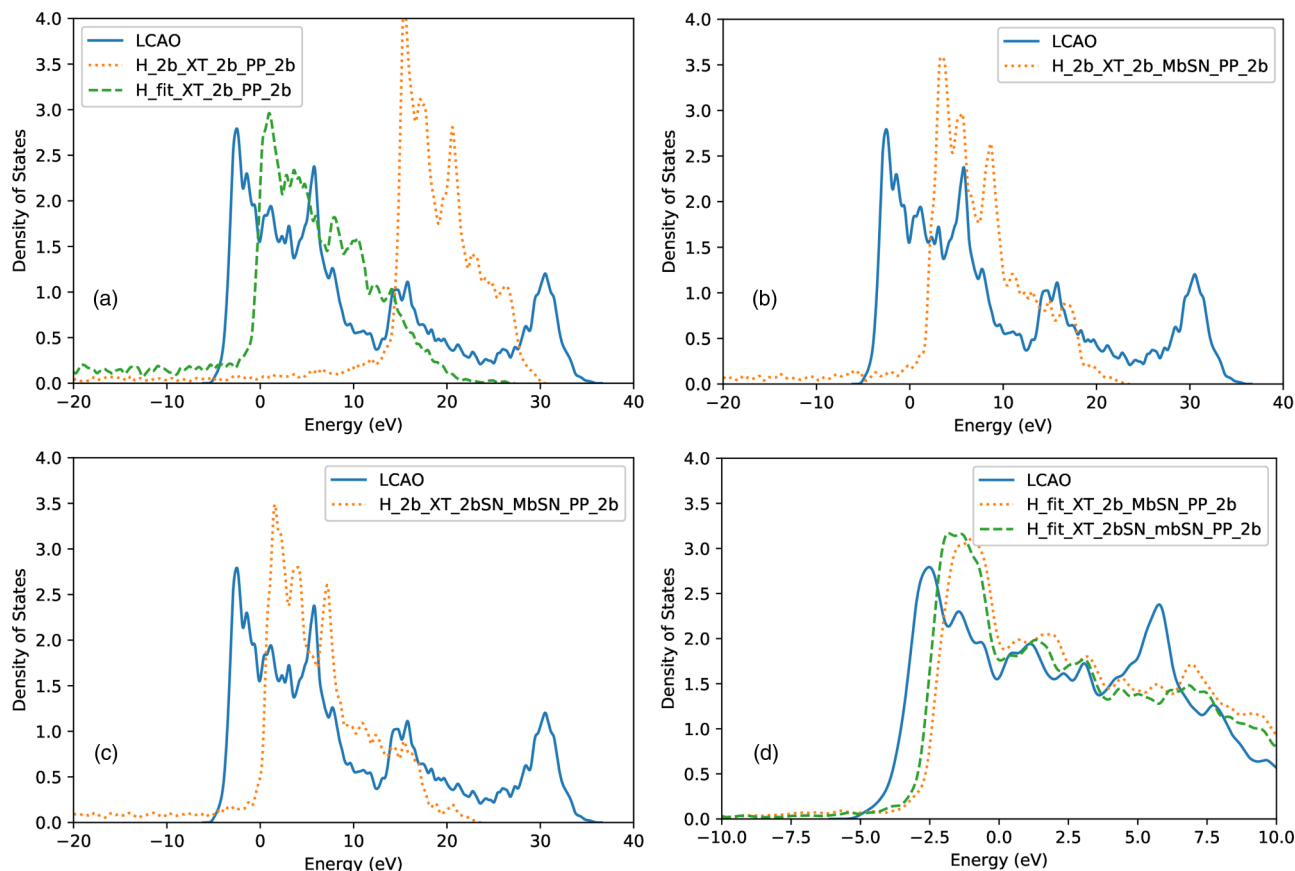 4.0
3.5
3.0
2.5
2.0
1.5
1.0
0.5
0.0
Density of States
LCAO
H_2b_XT_2b_PP_2b
H_fit_XT_2b_PP_2b
(a)
−20 −10 0 10 20 30 40
Energy (eV)
4.0
3.5
3.0
2.5
2.0
1.5
1.0
0.5
0.0
Density of States
LCAO
H_2b_XT_2b_MbSN_PP_2b
(b)
−20 −10 0 10 20 30 40
Energy (eV)
4.0
3.5
3.0
2.5
2.0
1.5
1.0
0.5
0.0
Density of States
LCAO
H_2b_XT_2bSN_MbSN_PP_2b
(c)
−20 −10 0 10 20 30 40
Energy (eV)
4.0
3.5
3.0
2.5
2.0
1.5
1.0
0.5
0.0
Density of States
LCAO
H_fit_XT_2b_MbSN_PP_2b
H_fit_XT_2bSN_mbSN_PP_2b
(d)
−10.0 −7.5 −5.0 −2.5 0.0 2.5 5.0 7.5 10.0
Energy (eV)